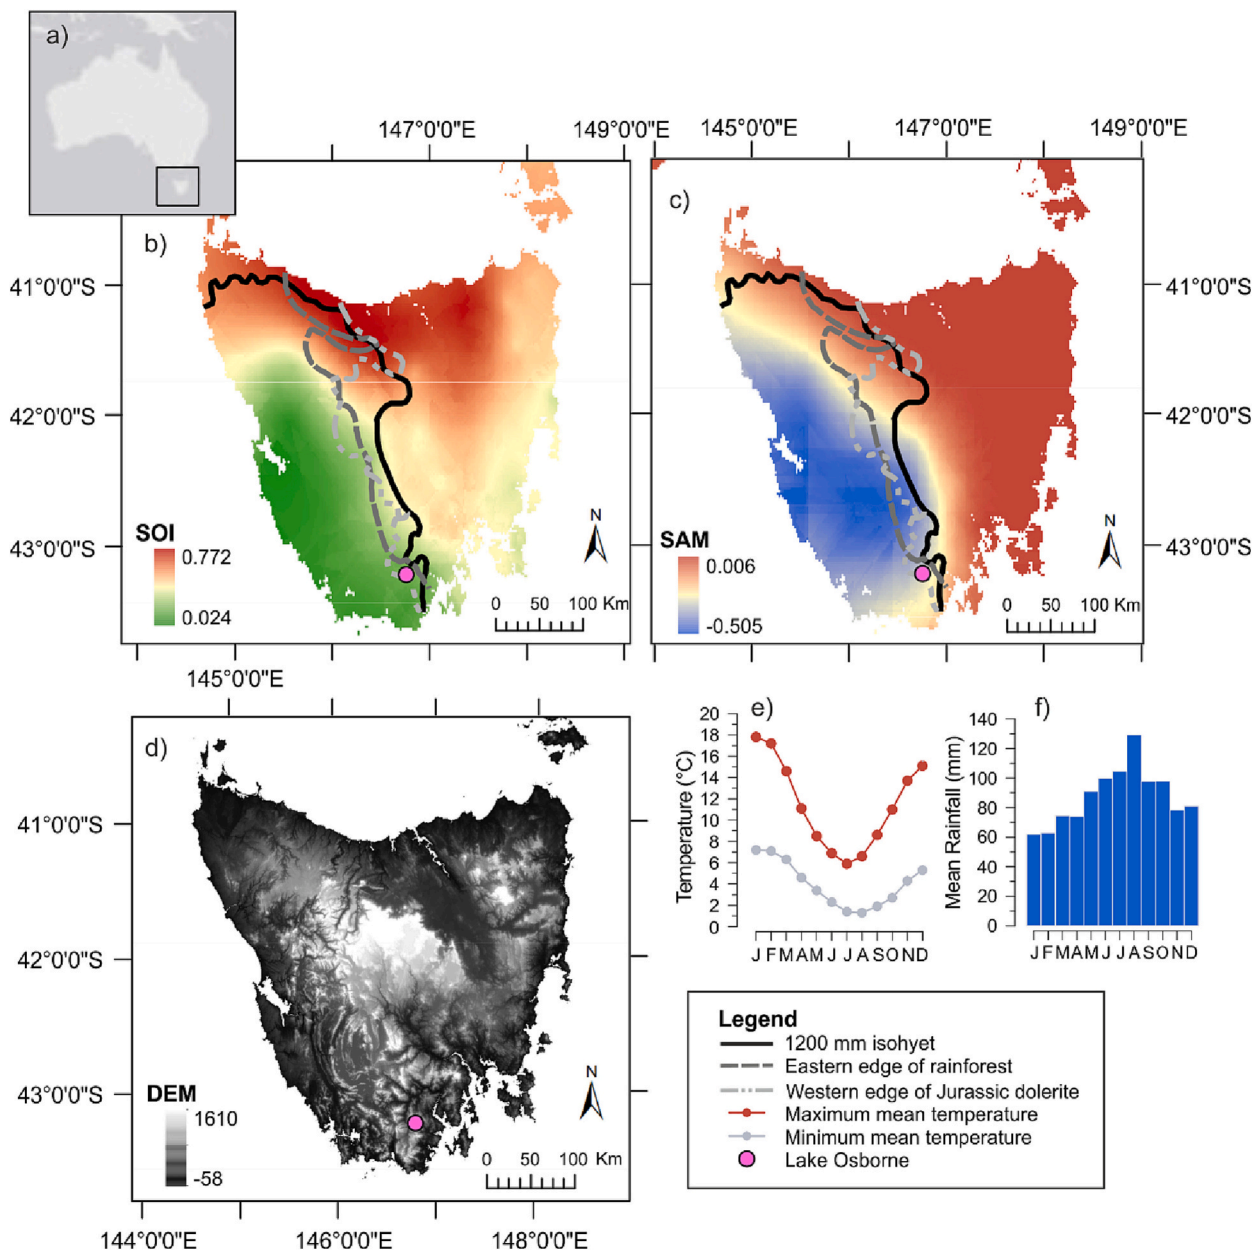 a)
147°0'0"E 149°0'0"E
145°0'0"E 147°0'0"E 149°0'0"E
b)
c)
41°0'0"S
42°0'0"S
43°0'0"S
41°0'0"S
42°0'0"S
43°0'0"S
SOI
0.772
0.024
N
0 50 100 Km
SAM
0.006
-0.505
N
0 50 100 Km
145°0'0"E
d)
41°0'0"S
42°0'0"S
43°0'0"S
DEM
1610
-58
N
0 50 100 Km
144°0'0"E 146°0'0"E 148°0'0"E
e)
Temperature (°C)
20
18
16
14
12
10
8
6
4
2
0
J F M A M J J A S O N D
f)
Mean Rainfall (mm)
140
120
100
80
60
40
20
0
J F M A M J J A S O N D
Legend
1200 mm isohyet
Eastern edge of rainforest
Western edge of Jurassic dolerite
Maximum mean temperature
Minimum mean temperature
Lake Osborne